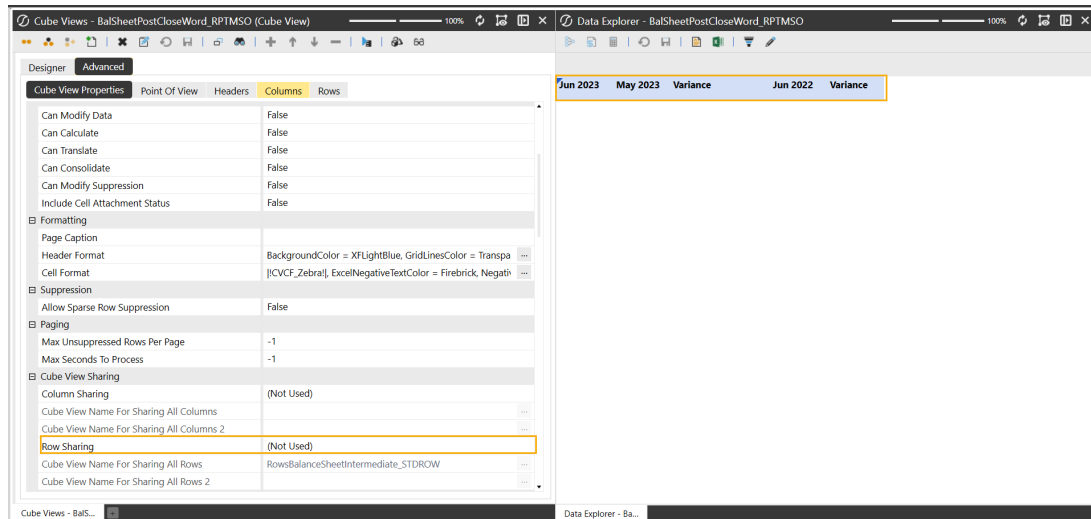 Cube Views - BalSheetPostCloseWord_RPTMSO (Cube View)
100%
Designer
Advanced
Cube View Properties
Point Of View
Headers
Columns
Rows
Can Modify Data False
Can Calculate False
Can Translate False
Can Consolidate False
Can Modify Suppression False
Include Cell Attachment Status False
Formatting
Page Caption
Header Format BackgroundColor = XFLightBlue, GridLinesColor = Transpa ...
Cell Format |!CVCF_Zebra!|, ExcelNegativeTextColor = Firebrick, Negativ ...
Suppression
Allow Sparse Row Suppression False
Paging
Max Unsuppressed Rows Per Page -1
Max Seconds To Process -1
Cube View Sharing
Column Sharing (Not Used)
Cube View Name For Sharing All Columns ...
Cube View Name For Sharing All Columns 2 ...
Row Sharing (Not Used)
Cube View Name For Sharing All Rows RowsBalanceSheetIntermediate_STDROW ...
Cube View Name For Sharing All Rows 2 ...
Cube Views - BalS...
Data Explorer - BalSheetPostCloseWord_RPTMSO
100%
Jun 2023 May 2023 Variance Jun 2022 Variance
Data Explorer - Ba...